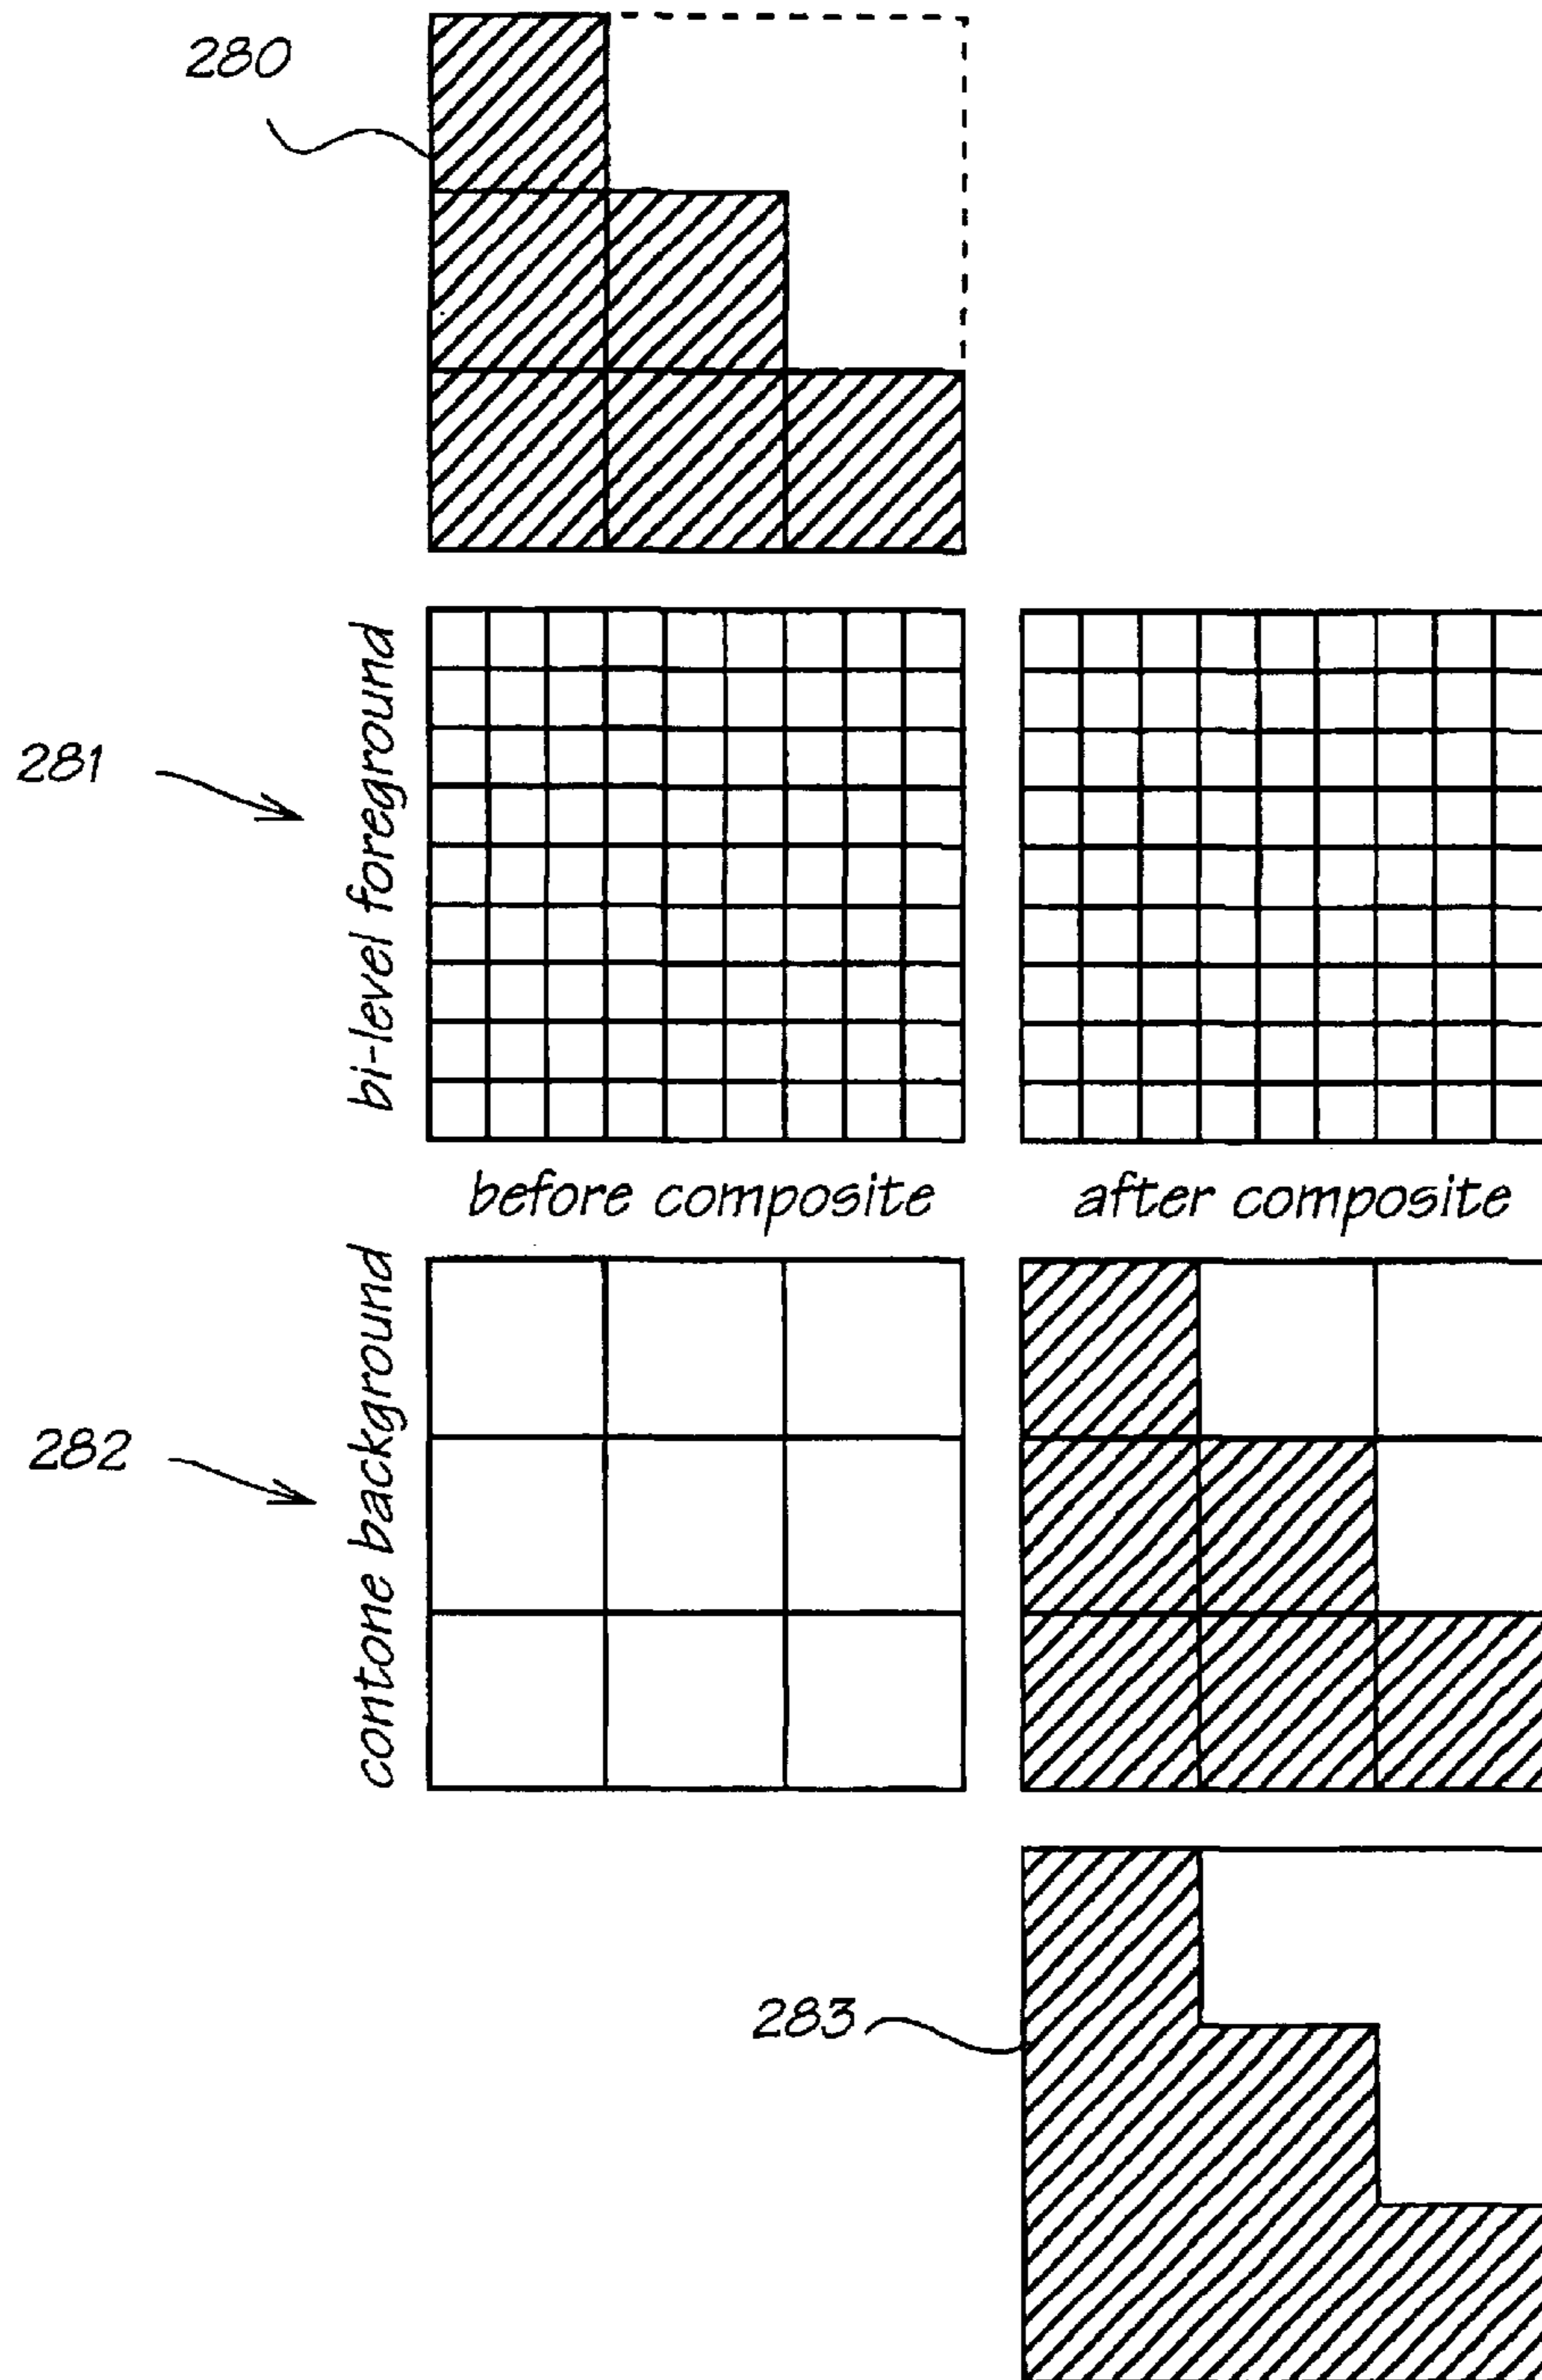 280
281
bi-level foreground
before composite
after composite
282
contone background
283